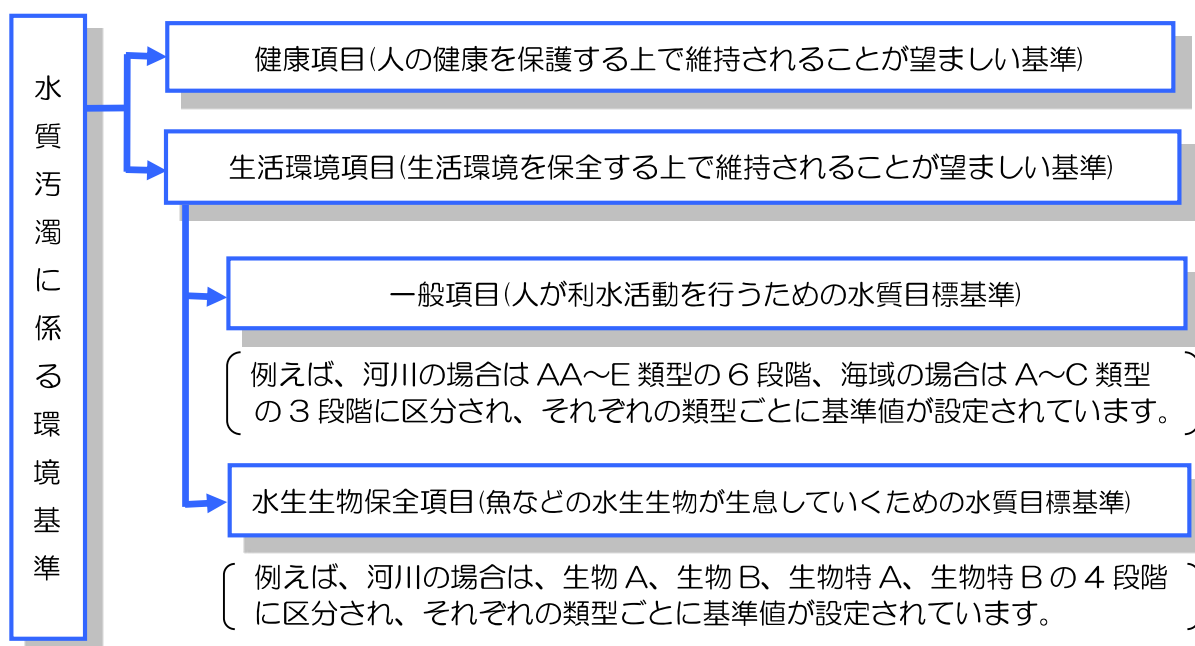 水質汚濁に係る環境基準
健康項目(人の健康を保護する上で維持されることが望ましい基準)
生活環境項目(生活環境を保全する上で維持されることが望ましい基準)
一般項目(人が利水活動を行うための水質目標基準)
例えば、河川の場合は AA~E 類型の 6 段階、海域の場合は A~C 類型
の 3 段階に区分され、それぞれの類型ごとに基準値が設定されています。
水生生物保全項目(魚などの水生生物が生息していくための水質目標基準)
例えば、河川の場合は、生物 A、生物 B、生物特 A、生物特 B の 4 段階
に区分され、それぞれの類型ごとに基準値が設定されています。